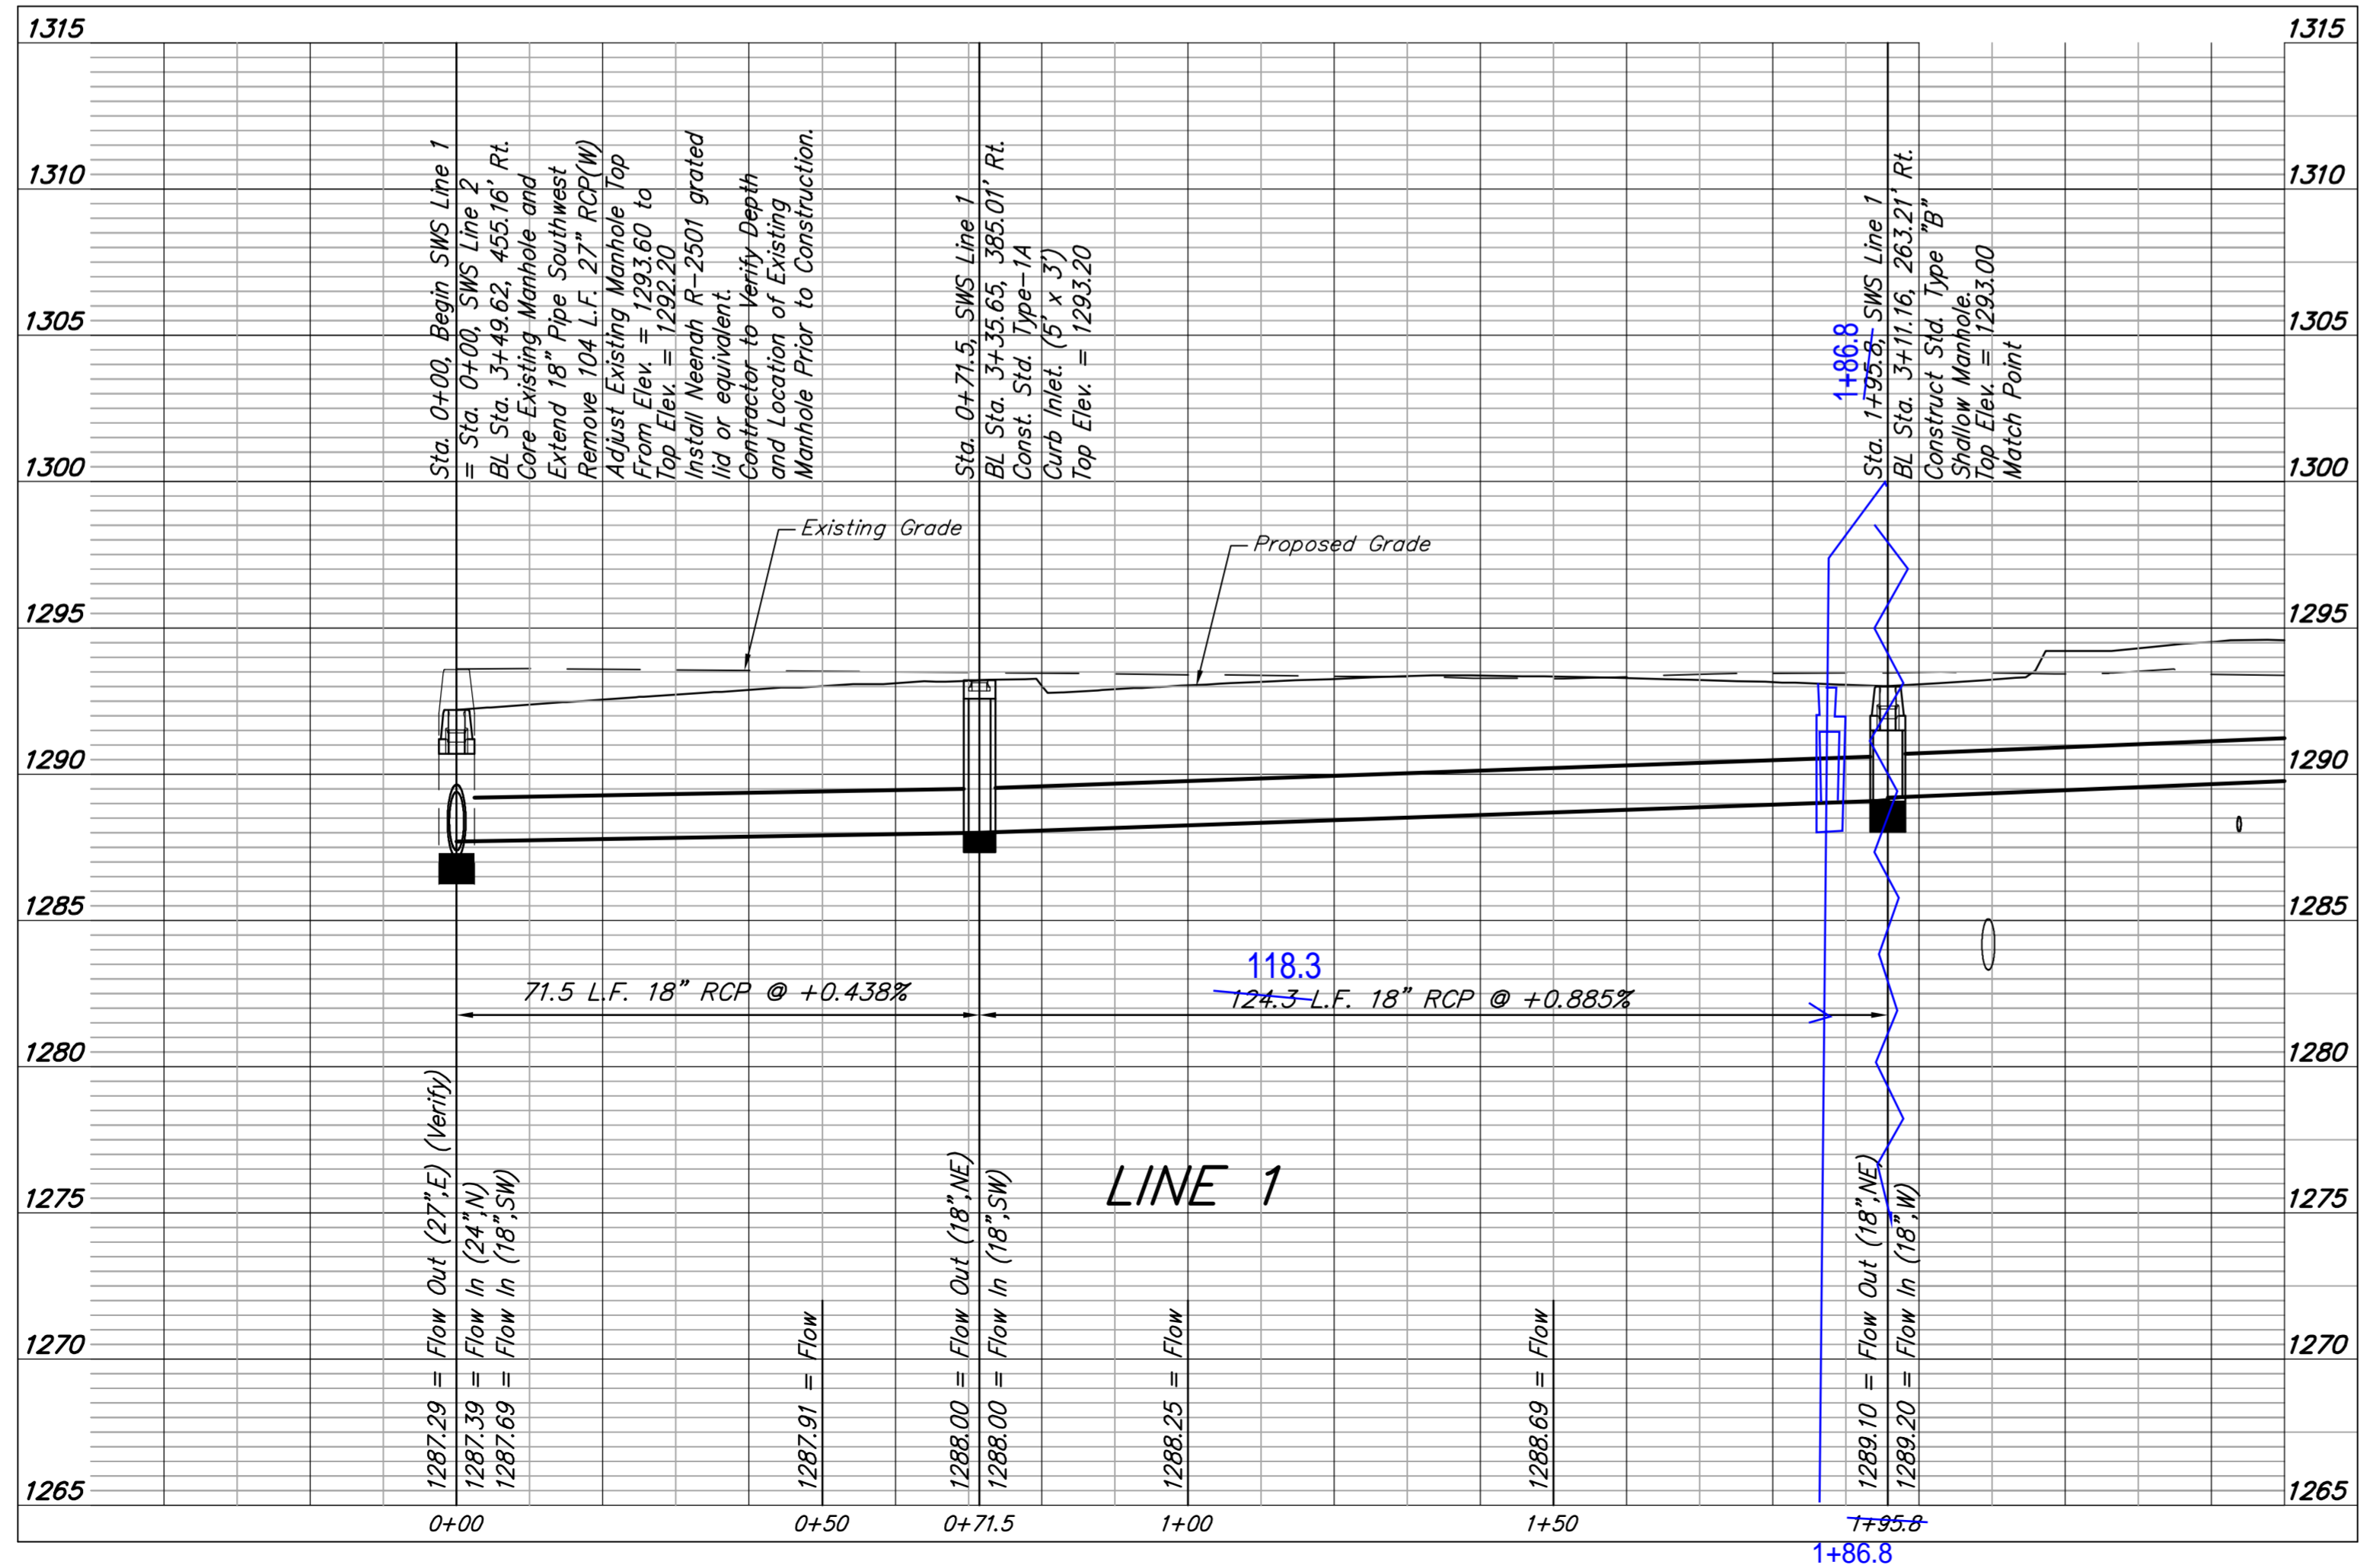 1315
1310
1305
1300
1295
1290
1285
1280
1275
1270
1265
1315
1310
1305
1300
1295
1290
1285
1280
1275
1270
1265
Sta. 0+00, Begin SWS Line 1
= Sta. 0+00, SWS Line 2
BL Sta. 3+49.62, 455.16' Rt.
Core Existing Manhole and
Extend 18" Pipe Southwest
Remove 104 L.F. 27" RCP(W)
Adjust Existing Manhole Top
From Elev. = 1293.60 to
Top Elev. = 1292.20
Install Neenah R-2501 grated
lid or equivalent.
Contractor to Verify Depth
and Location of Existing
Manhole Prior to Construction.
Sta. 0+71.5, SWS Line 1
BL Sta. 3+35.65, 385.01' Rt.
Const. Std. Type-1A
Curb Inlet. (5' x 3')
Top Elev. = 1293.20
1+86.8
Sta. 1+95.8, SWS Line 1
BL Sta. 3+11.16, 263.21' Rt.
Construct Std. Type "B"
Shallow Manhole.
Top Elev. = 1293.00
Match Point
Existing Grade
Proposed Grade
71.5 L.F. 18" RCP @ +0.438%
118.3
124.3 L.F. 18" RCP @ +0.885%
LINE 1
1287.29 = Flow Out (27",E) (Verify)
1287.39 = Flow In (24",N)
1287.69 = Flow In (18",SW)
1287.91 = Flow
1288.00 = Flow Out (18",NE)
1288.00 = Flow In (18",SW)
1288.25 = Flow
1288.69 = Flow
1289.10 = Flow Out (18",NE)
1289.20 = Flow In (18",W)
0+00
0+50
0+71.5
1+00
1+50
1+95.8
1+86.8